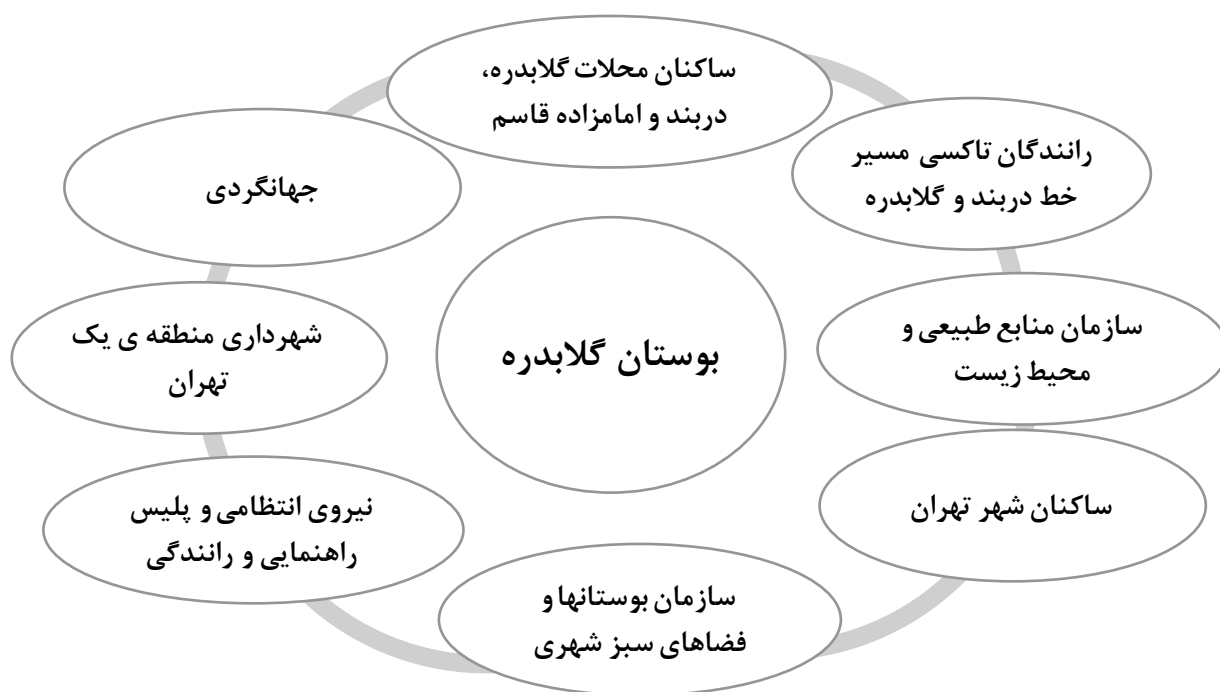 ساکنان محلات گلابدره،
دربند و امامزاده قاسم
رانندگان تاکسی مسیر
خط دربند و گلابدره
سازمان منابع طبیعی و
محیط زیست
ساکنان شهر تهران
سازمان بوستانها و
فضاهای سبز شهری
نیروی انتظامی و پلیس
راهنمایی و رانندگی
شهرداری منطقه ی یک
تهران
جهانگردی
بوستان گلابدره